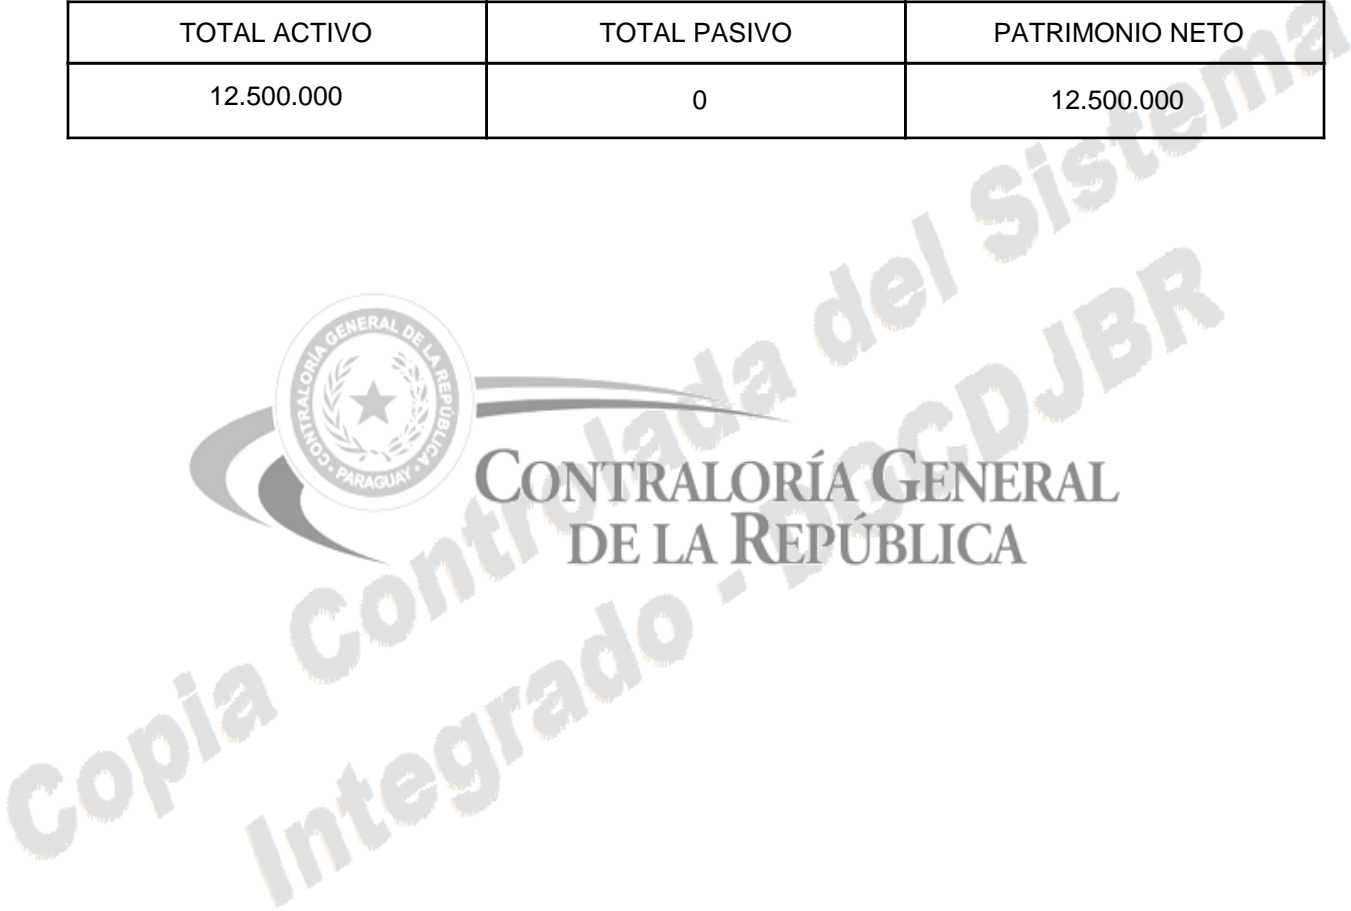 TOTAL ACTIVO TOTAL PASIVO PATRIMONIO NETO
12.500.000 0 12.500.000
CONTRALORÍA GENERAL DE LA REPÚBLICA
· PARAGUAY ·
CONTRALORÍA GENERAL
DE LA REPÚBLICA
Copia Controlada del Sistema
Integrado - DGCDJBR